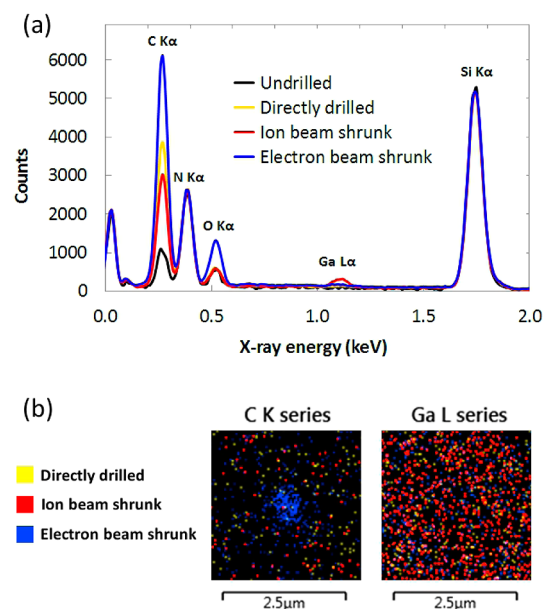 (a)
C Kα
N Kα
O Kα
Ga Lα
Si Kα
Undrilled
Directly drilled
Ion beam shrunk
Electron beam shrunk
Counts
6000
5000
4000
3000
2000
1000
0
0.0 0.5 1.0 1.5 2.0
X-ray energy (keV)
(b)
C K series Ga L series
Directly drilled
Ion beam shrunk
Electron beam shrunk
2.5μm 2.5μm